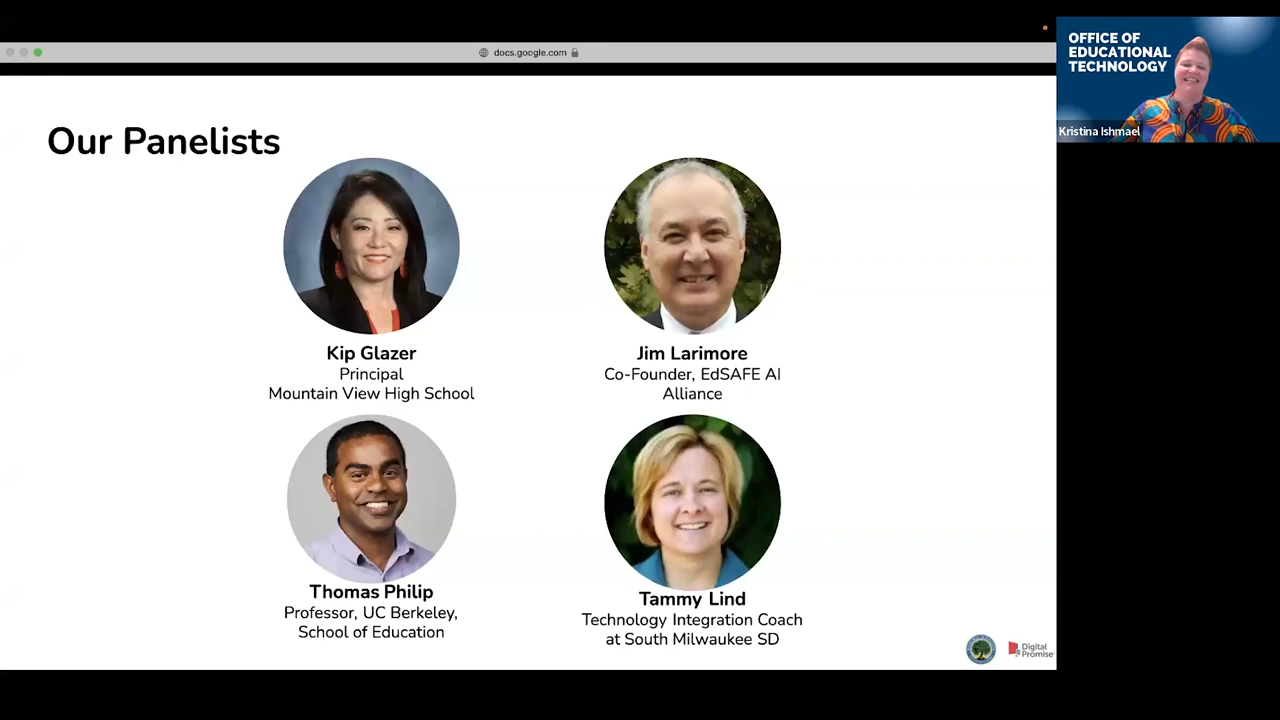 docs.google.com
OFFICE OF
EDUCATIONAL
TECHNOLOGY
Kristina Ishmael
Our Panelists
Kip Glazer
Principal
Mountain View High School
Jim Larimore
Co-Founder, EdSAFE AI
Alliance
Thomas Philip
Professor, UC Berkeley,
School of Education
Tammy Lind
Technology Integration Coach
at South Milwaukee SD
Digital
Promise